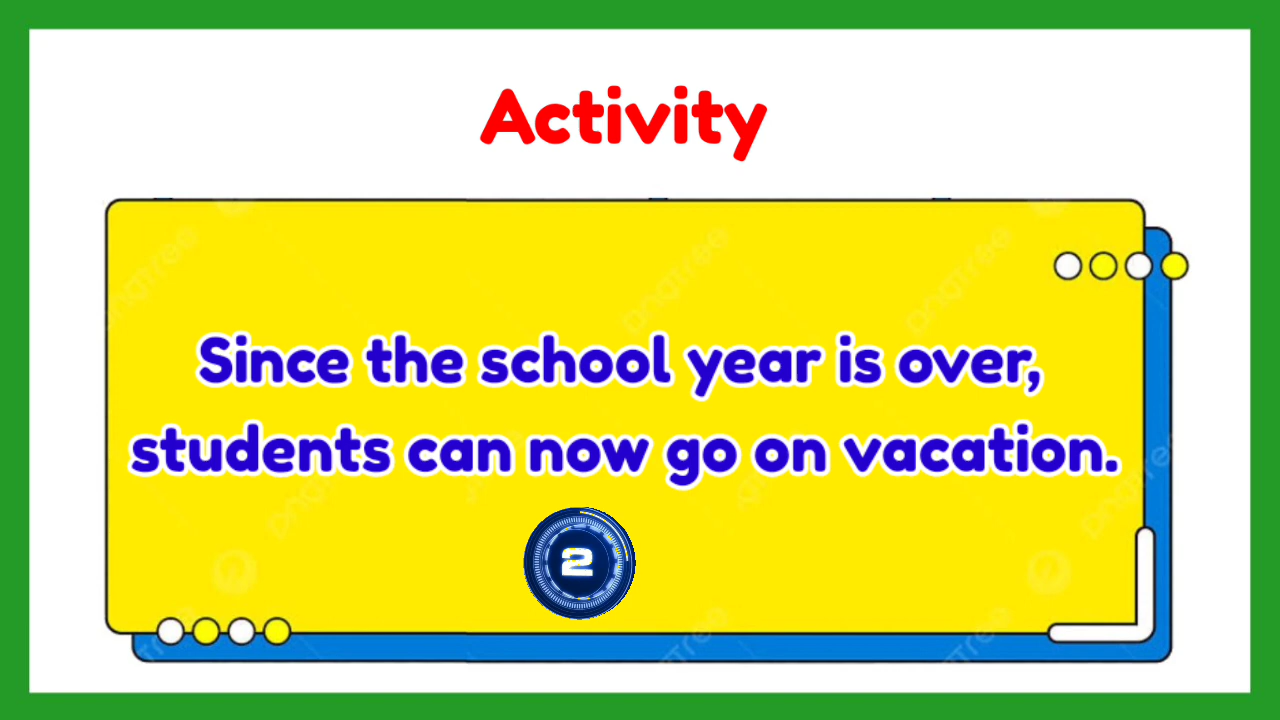 Activity
Since the school year is over,
students can now go on vacation.
2